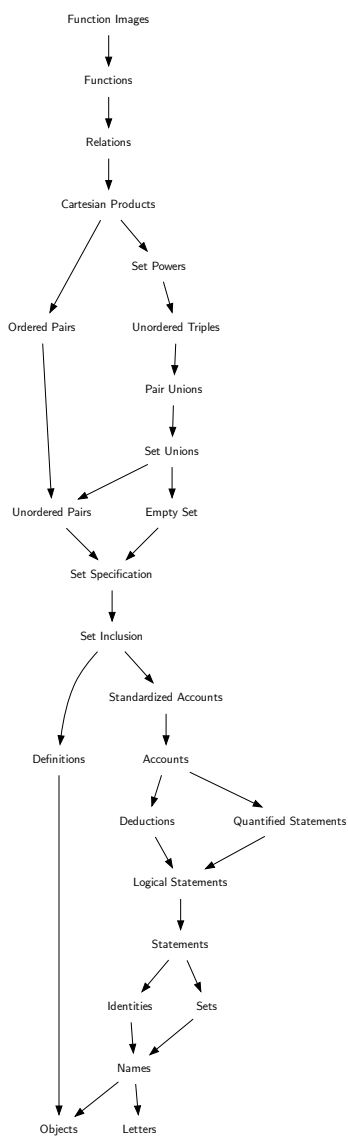 Function Images
Functions
Relations
Cartesian Products
Set Powers
Ordered Pairs
Unordered Triples
Pair Unions
Set Unions
Unordered Pairs
Empty Set
Set Specification
Set Inclusion
Standardized Accounts
Definitions
Accounts
Deductions
Quantified Statements
Logical Statements
Statements
Identities
Sets
Names
Objects
Letters